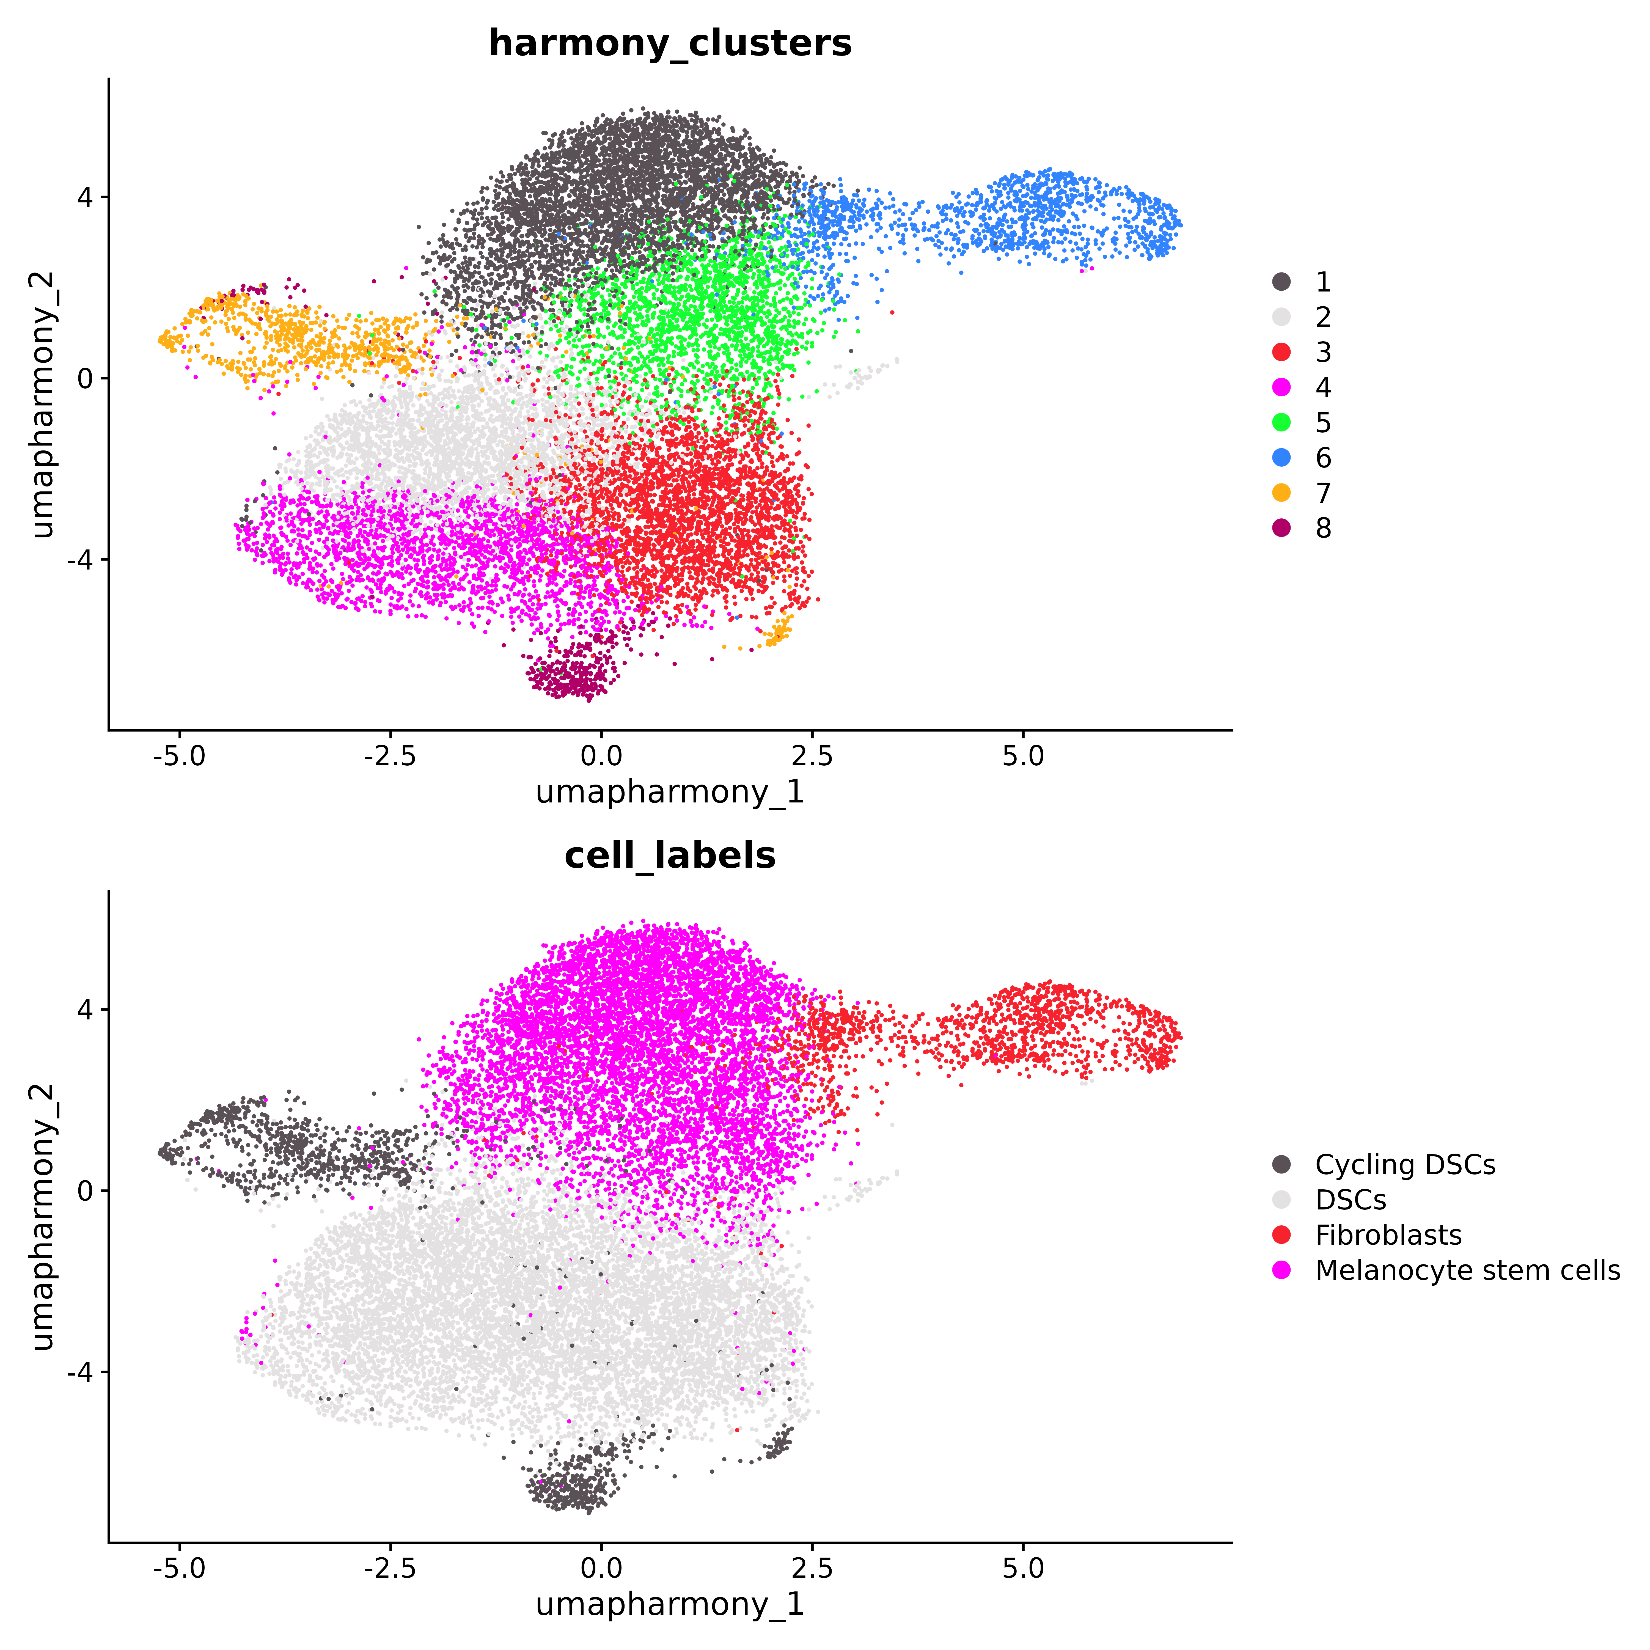 harmony_clusters
umapharmony_2
4
0
-4
-5.0 -2.5 0.0 2.5 5.0
umapharmony_1
1
2
3
4
5
6
7
8
cell_labels
umapharmony_2
4
0
-4
-5.0 -2.5 0.0 2.5 5.0
umapharmony_1
Cycling DSCs
DSCs
Fibroblasts
Melanocyte stem cells